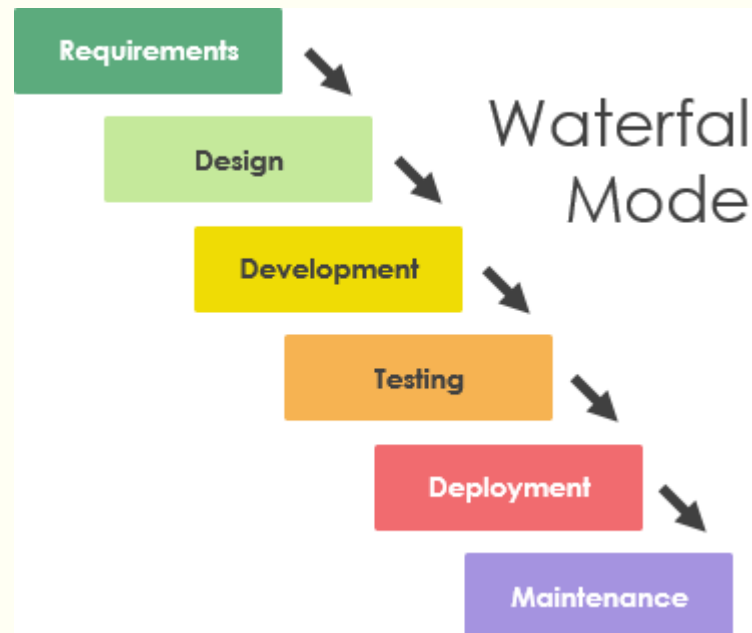 Requirements
Waterfal
Mode
Design
Development
Testing
Deployment
Maintenance